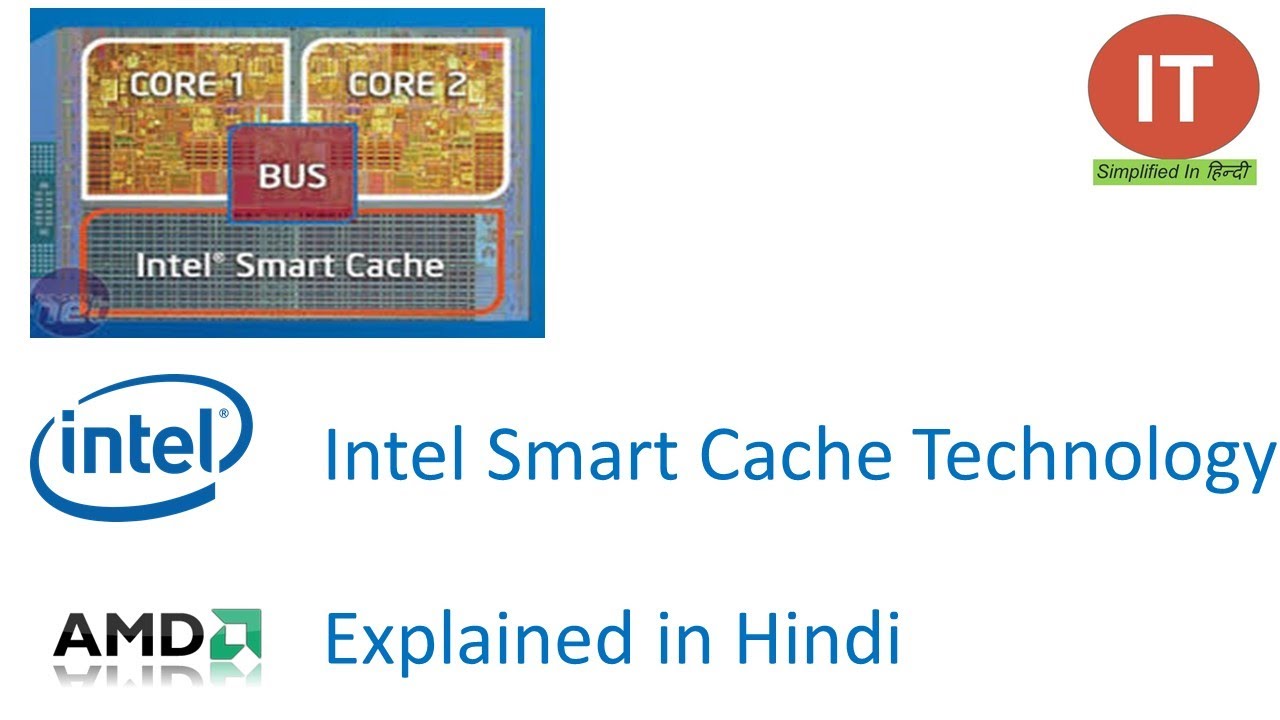 CORE 1
CORE 2
BUS
Intel® Smart Cache
IT
Simplified In हिन्दी
intel®
Intel Smart Cache Technology
AMD
Explained in Hindi